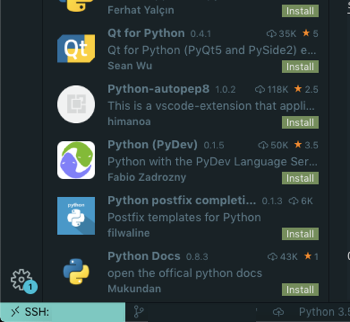 Ferhat Yalçın
Install
Qt for Python 0.4.1 35K ★ 5
Qt for Python (PyQt5 and PySide2) e...
Sean Wu Install
Python-autopep8 1.0.2 118K ★ 2.5
This is a vscode-extension that appli...
himanoa Install
Python (PyDev) 0.1.5 50K ★ 3.5
Python with the PyDev Language Ser...
Fabio Zadrozny Install
Python postfix completi... 0.1.3 6K
Postfix templates for Python
filwaline Install
Python Docs 0.8.3 43K ★ 1
open the offical python docs
Mukundan Install
1
SSH: Python 3.